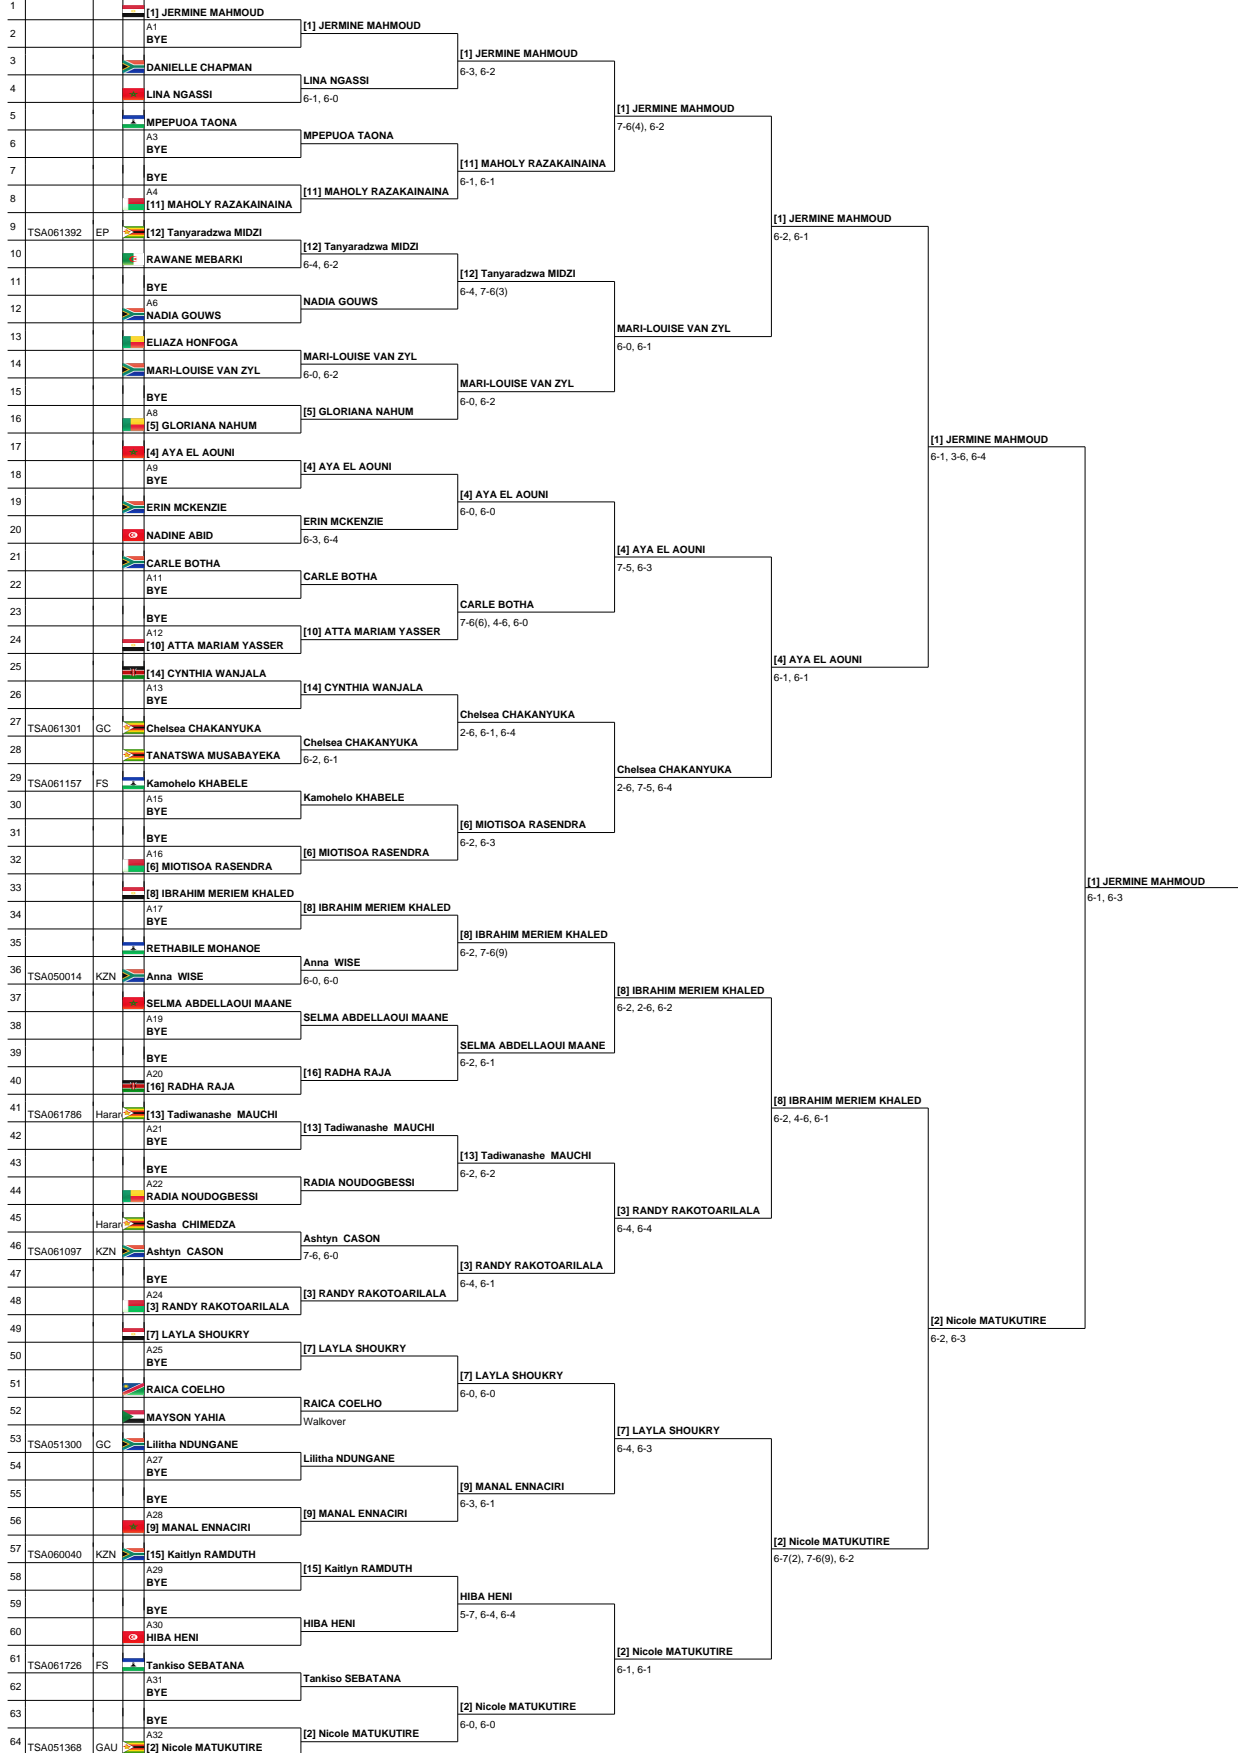 1 [1] JERMINE MAHMOUD
A1 [1] JERMINE MAHMOUD
2 BYE
[1] JERMINE MAHMOUD
3 DANIELLE CHAPMAN 6-3, 6-2
LINA NGASSI
4 LINA NGASSI 6-1, 6-0
[1] JERMINE MAHMOUD
5 MPEPUOA TAONA 7-6(4), 6-2
A3 MPEPUOA TAONA
6 BYE
[11] MAHOLY RAZAKAINAINA
7 BYE 6-1, 6-1
A4 [11] MAHOLY RAZAKAINAINA
8 [11] MAHOLY RAZAKAINAINA
[1] JERMINE MAHMOUD
9 TSA061392 EP [12] Tanyaradzwa MIDZI 6-2, 6-1
[12] Tanyaradzwa MIDZI
10 RAWANE MEBARKI 6-4, 6-2
[12] Tanyaradzwa MIDZI
11 BYE 6-4, 7-6(3)
A6 NADIA GOUWS
12 NADIA GOUWS
MARI-LOUISE VAN ZYL
13 ELIAZA HONFOGA 6-0, 6-1
MARI-LOUISE VAN ZYL
14 MARI-LOUISE VAN ZYL 6-0, 6-2
MARI-LOUISE VAN ZYL
15 BYE 6-0, 6-2
A8 [5] GLORIANA NAHUM
16 [5] GLORIANA NAHUM
[1] JERMINE MAHMOUD
17 [4] AYA EL AOUNI 6-1, 3-6, 6-4
A9 [4] AYA EL AOUNI
18 BYE
[4] AYA EL AOUNI
19 ERIN MCKENZIE 6-0, 6-0
ERIN MCKENZIE
20 NADINE ABID 6-3, 6-4
[4] AYA EL AOUNI
21 CARLE BOTHA 7-5, 6-3
A11 CARLE BOTHA
22 BYE
CARLE BOTHA
23 BYE 7-6(6), 4-6, 6-0
A12 [10] ATTA MARIAM YASSER
24 [10] ATTA MARIAM YASSER
[4] AYA EL AOUNI
25 [14] CYNTHIA WANJALA 6-1, 6-1
A13 [14] CYNTHIA WANJALA
26 BYE
Chelsea CHAKANYUKA
27 TSA061301 GC Chelsea CHAKANYUKA 2-6, 6-1, 6-4
Chelsea CHAKANYUKA
28 TANATSWA MUSABAYEKA 6-2, 6-1
Chelsea CHAKANYUKA
29 TSA061157 FS Kamohelo KHABELE 2-6, 7-5, 6-4
A15 Kamohelo KHABELE
30 BYE
[6] MIOTISOA RASENDRA
31 BYE 6-2, 6-3
A16 [6] MIOTISOA RASENDRA
32 [6] MIOTISOA RASENDRA
[1] JERMINE MAHMOUD
33 [8] IBRAHIM MERIEM KHALED 6-1, 6-3
A17 [8] IBRAHIM MERIEM KHALED
34 BYE
[8] IBRAHIM MERIEM KHALED
35 RETHABILE MOHANOE 6-2, 7-6(9)
Anna WISE
36 TSA050014 KZN Anna WISE 6-0, 6-0
[8] IBRAHIM MERIEM KHALED
37 SELMA ABDELLAOUI MAANE 6-2, 2-6, 6-2
A19 SELMA ABDELLAOUI MAANE
38 BYE
SELMA ABDELLAOUI MAANE
39 BYE 6-2, 6-1
A20 [16] RADHA RAJA
40 [16] RADHA RAJA
[8] IBRAHIM MERIEM KHALED
41 TSA061786 Harar [13] Tadiwanashe MAUCHI 6-2, 4-6, 6-1
A21 [13] Tadiwanashe MAUCHI
42 BYE
[13] Tadiwanashe MAUCHI
43 BYE 6-2, 6-2
A22 RADIA NOUDOGBESSI
44 RADIA NOUDOGBESSI
[3] RANDY RAKOTOARILALA
45 Harar Sasha CHIMEDZA 6-4, 6-4
Ashtyn CASON
46 TSA061097 KZN Ashtyn CASON 7-6, 6-0
[3] RANDY RAKOTOARILALA
47 BYE 6-4, 6-1
A24 [3] RANDY RAKOTOARILALA
48 [3] RANDY RAKOTOARILALA
[2] Nicole MATUKUTIRE
49 [7] LAYLA SHOUKRY 6-2, 6-3
A25 [7] LAYLA SHOUKRY
50 BYE
[7] LAYLA SHOUKRY
51 RAICA COELHO 6-0, 6-0
RAICA COELHO
52 MAYSON YAHIA Walkover
[7] LAYLA SHOUKRY
53 TSA051300 GC Lilitha NDUNGANE 6-4, 6-3
A27 Lilitha NDUNGANE
54 BYE
[9] MANAL ENNACIRI
55 BYE 6-3, 6-1
A28 [9] MANAL ENNACIRI
56 [9] MANAL ENNACIRI
[2] Nicole MATUKUTIRE
57 TSA060040 KZN [15] Kaitlyn RAMDUTH 6-7(2), 7-6(9), 6-2
A29 [15] Kaitlyn RAMDUTH
58 BYE
HIBA HENI
59 BYE 5-7, 6-4, 6-4
A30 HIBA HENI
60 HIBA HENI
[2] Nicole MATUKUTIRE
61 TSA061726 FS Tankiso SEBATANA 6-1, 6-1
A31 Tankiso SEBATANA
62 BYE
[2] Nicole MATUKUTIRE
63 BYE 6-0, 6-0
A32 [2] Nicole MATUKUTIRE
64 TSA051368 GAU [2] Nicole MATUKUTIRE